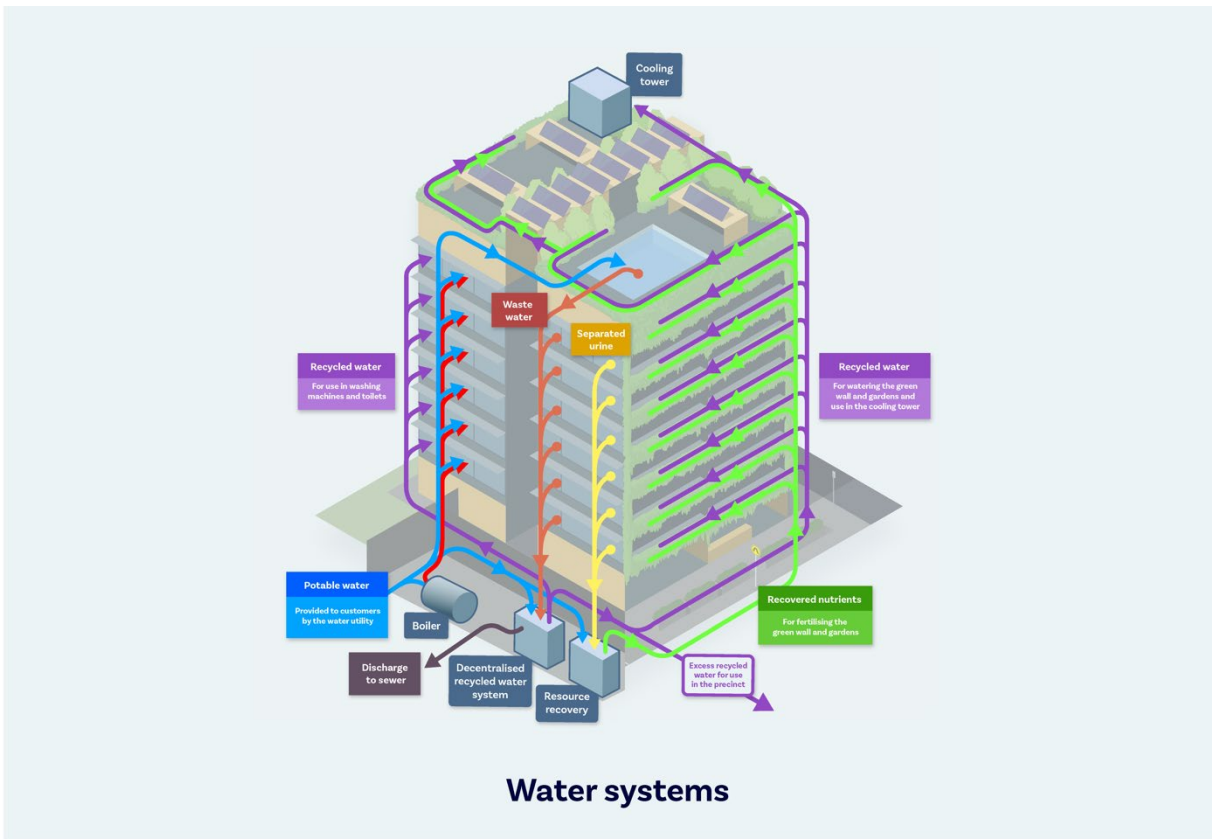 Cooling
tower
Waste
water
Separated
urine
Recycled water
For use in washing
machines and toilets
Recycled water
For watering the green
wall and gardens and
use in the cooling tower
Potable water
Provided to customers
by the water utility
Boiler
Recovered nutrients
For fertilising the
green wall and gardens
Discharge
to sewer
Decentralised
recycled water
system
Resource
recovery
Excess recycled
water for use
in the precinct
Water systems